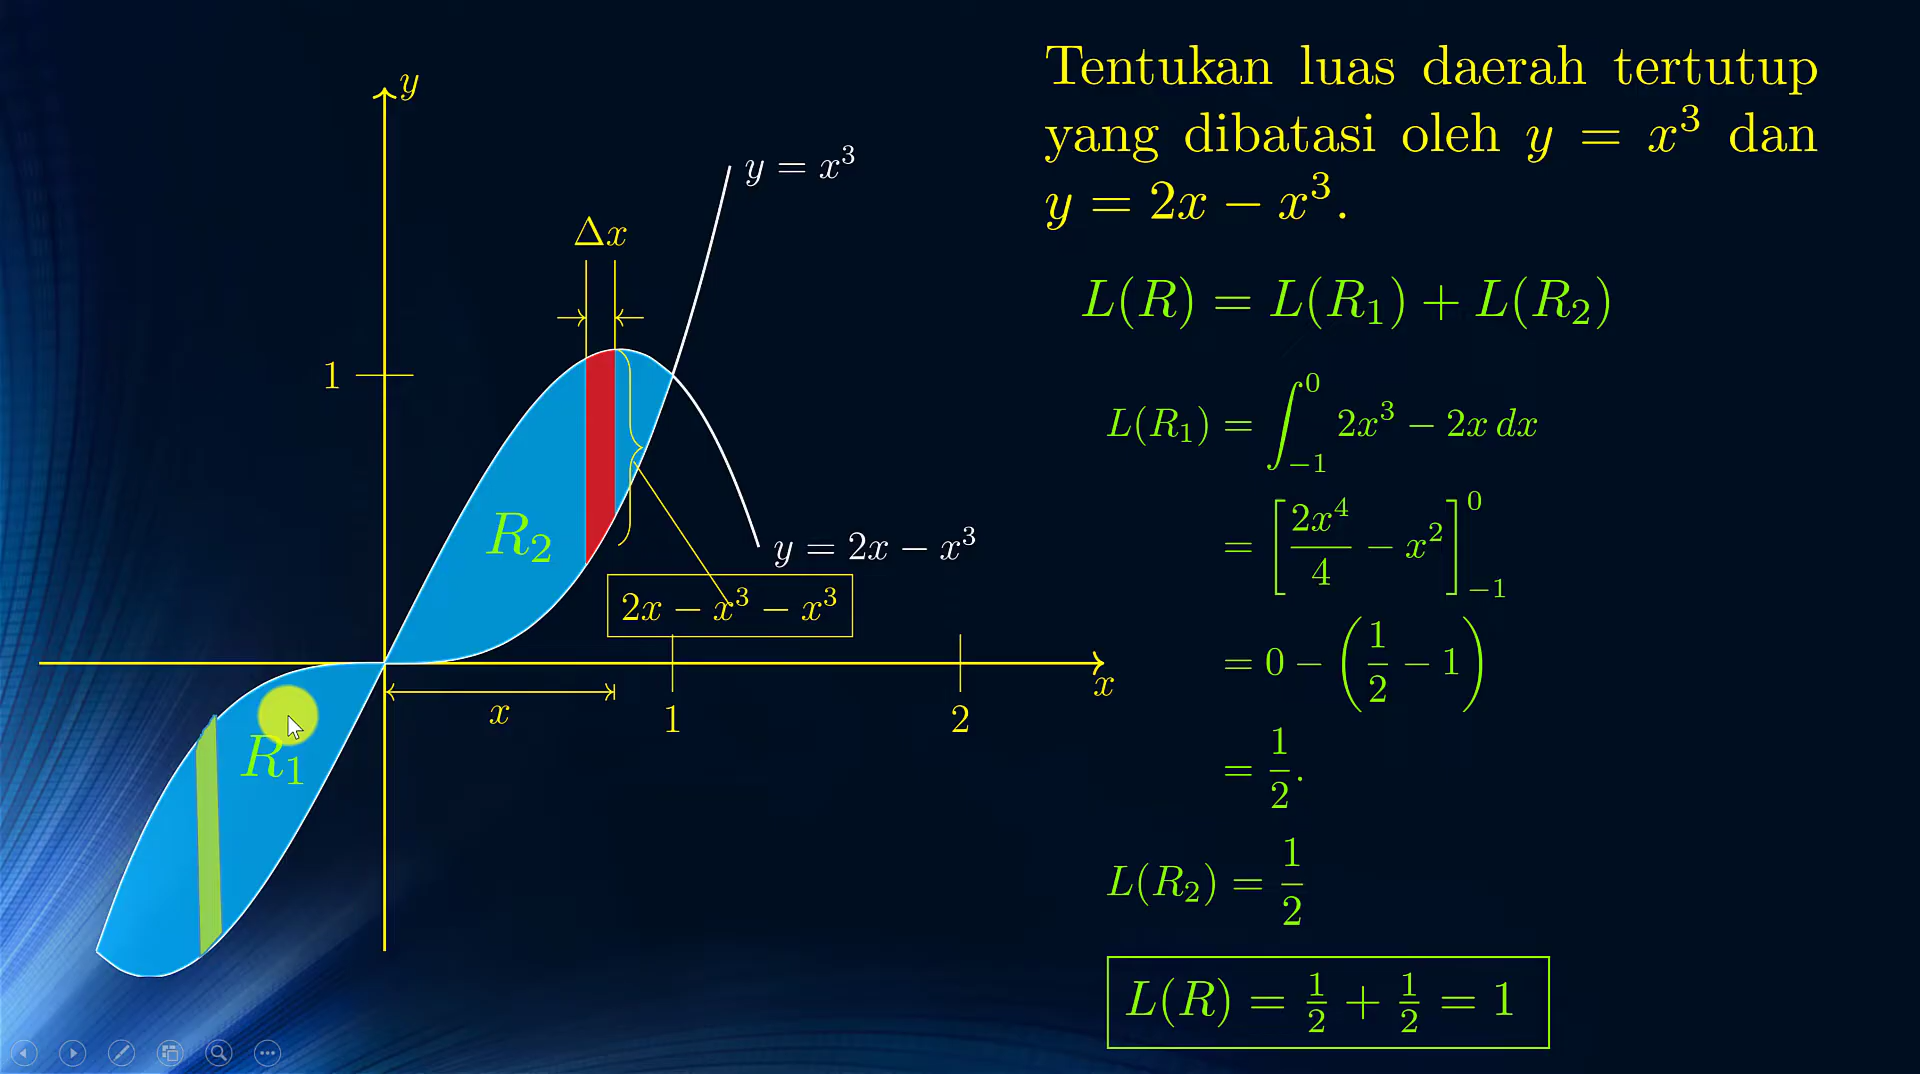 Tentukan luas daerah tertutup
yang dibatasi oleh y = x³ dan
y = 2x − x³.
L(R) = L(R₁) + L(R₂)
L(R₁) = ∫₋₁⁰ 2x³ − 2x dx
= [2x⁴/4 − x²]₋₁⁰
= 0 − (1/2 − 1)
= 1/2.
L(R₂) = 1/2
L(R) = 1/2 + 1/2 = 1
y
y = x³
Δx
1
R₂
y = 2x − x³
2x − x³ − x³
x
x
1
2
R₁